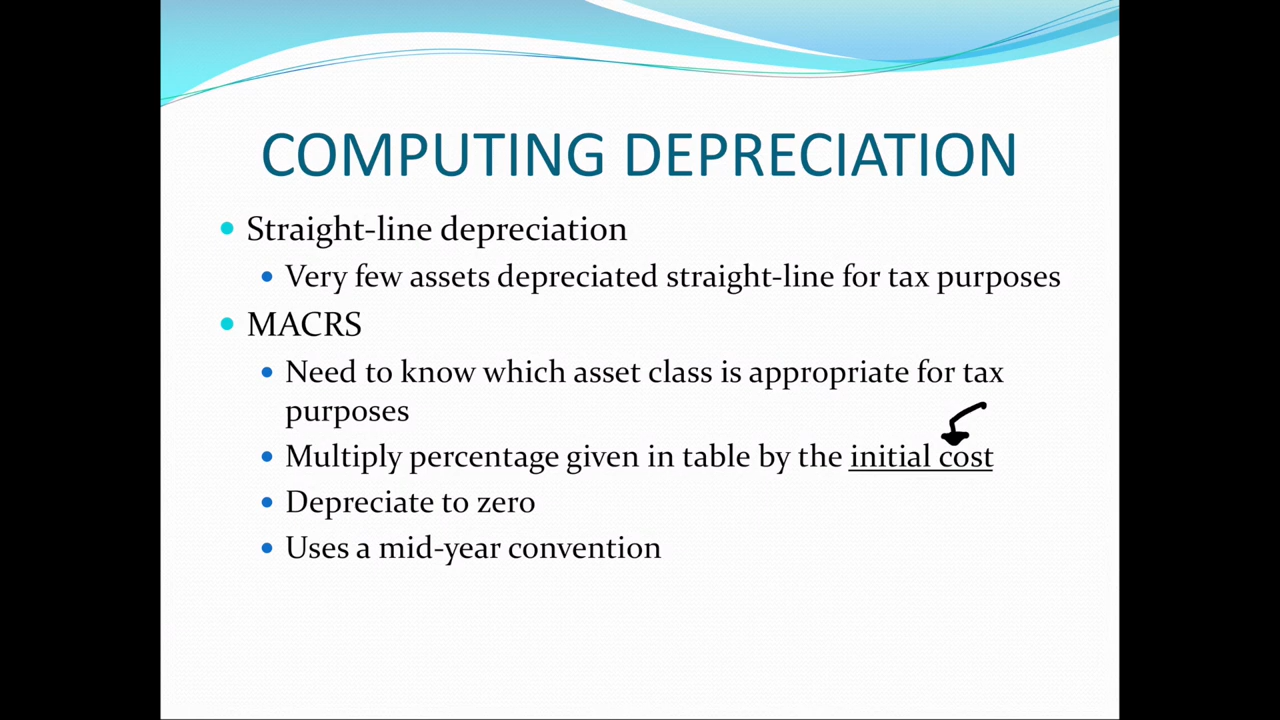 COMPUTING DEPRECIATION
Straight-line depreciation
Very few assets depreciated straight-line for tax purposes
MACRS
Need to know which asset class is appropriate for tax
purposes
Multiply percentage given in table by the initial cost
Depreciate to zero
Uses a mid-year convention